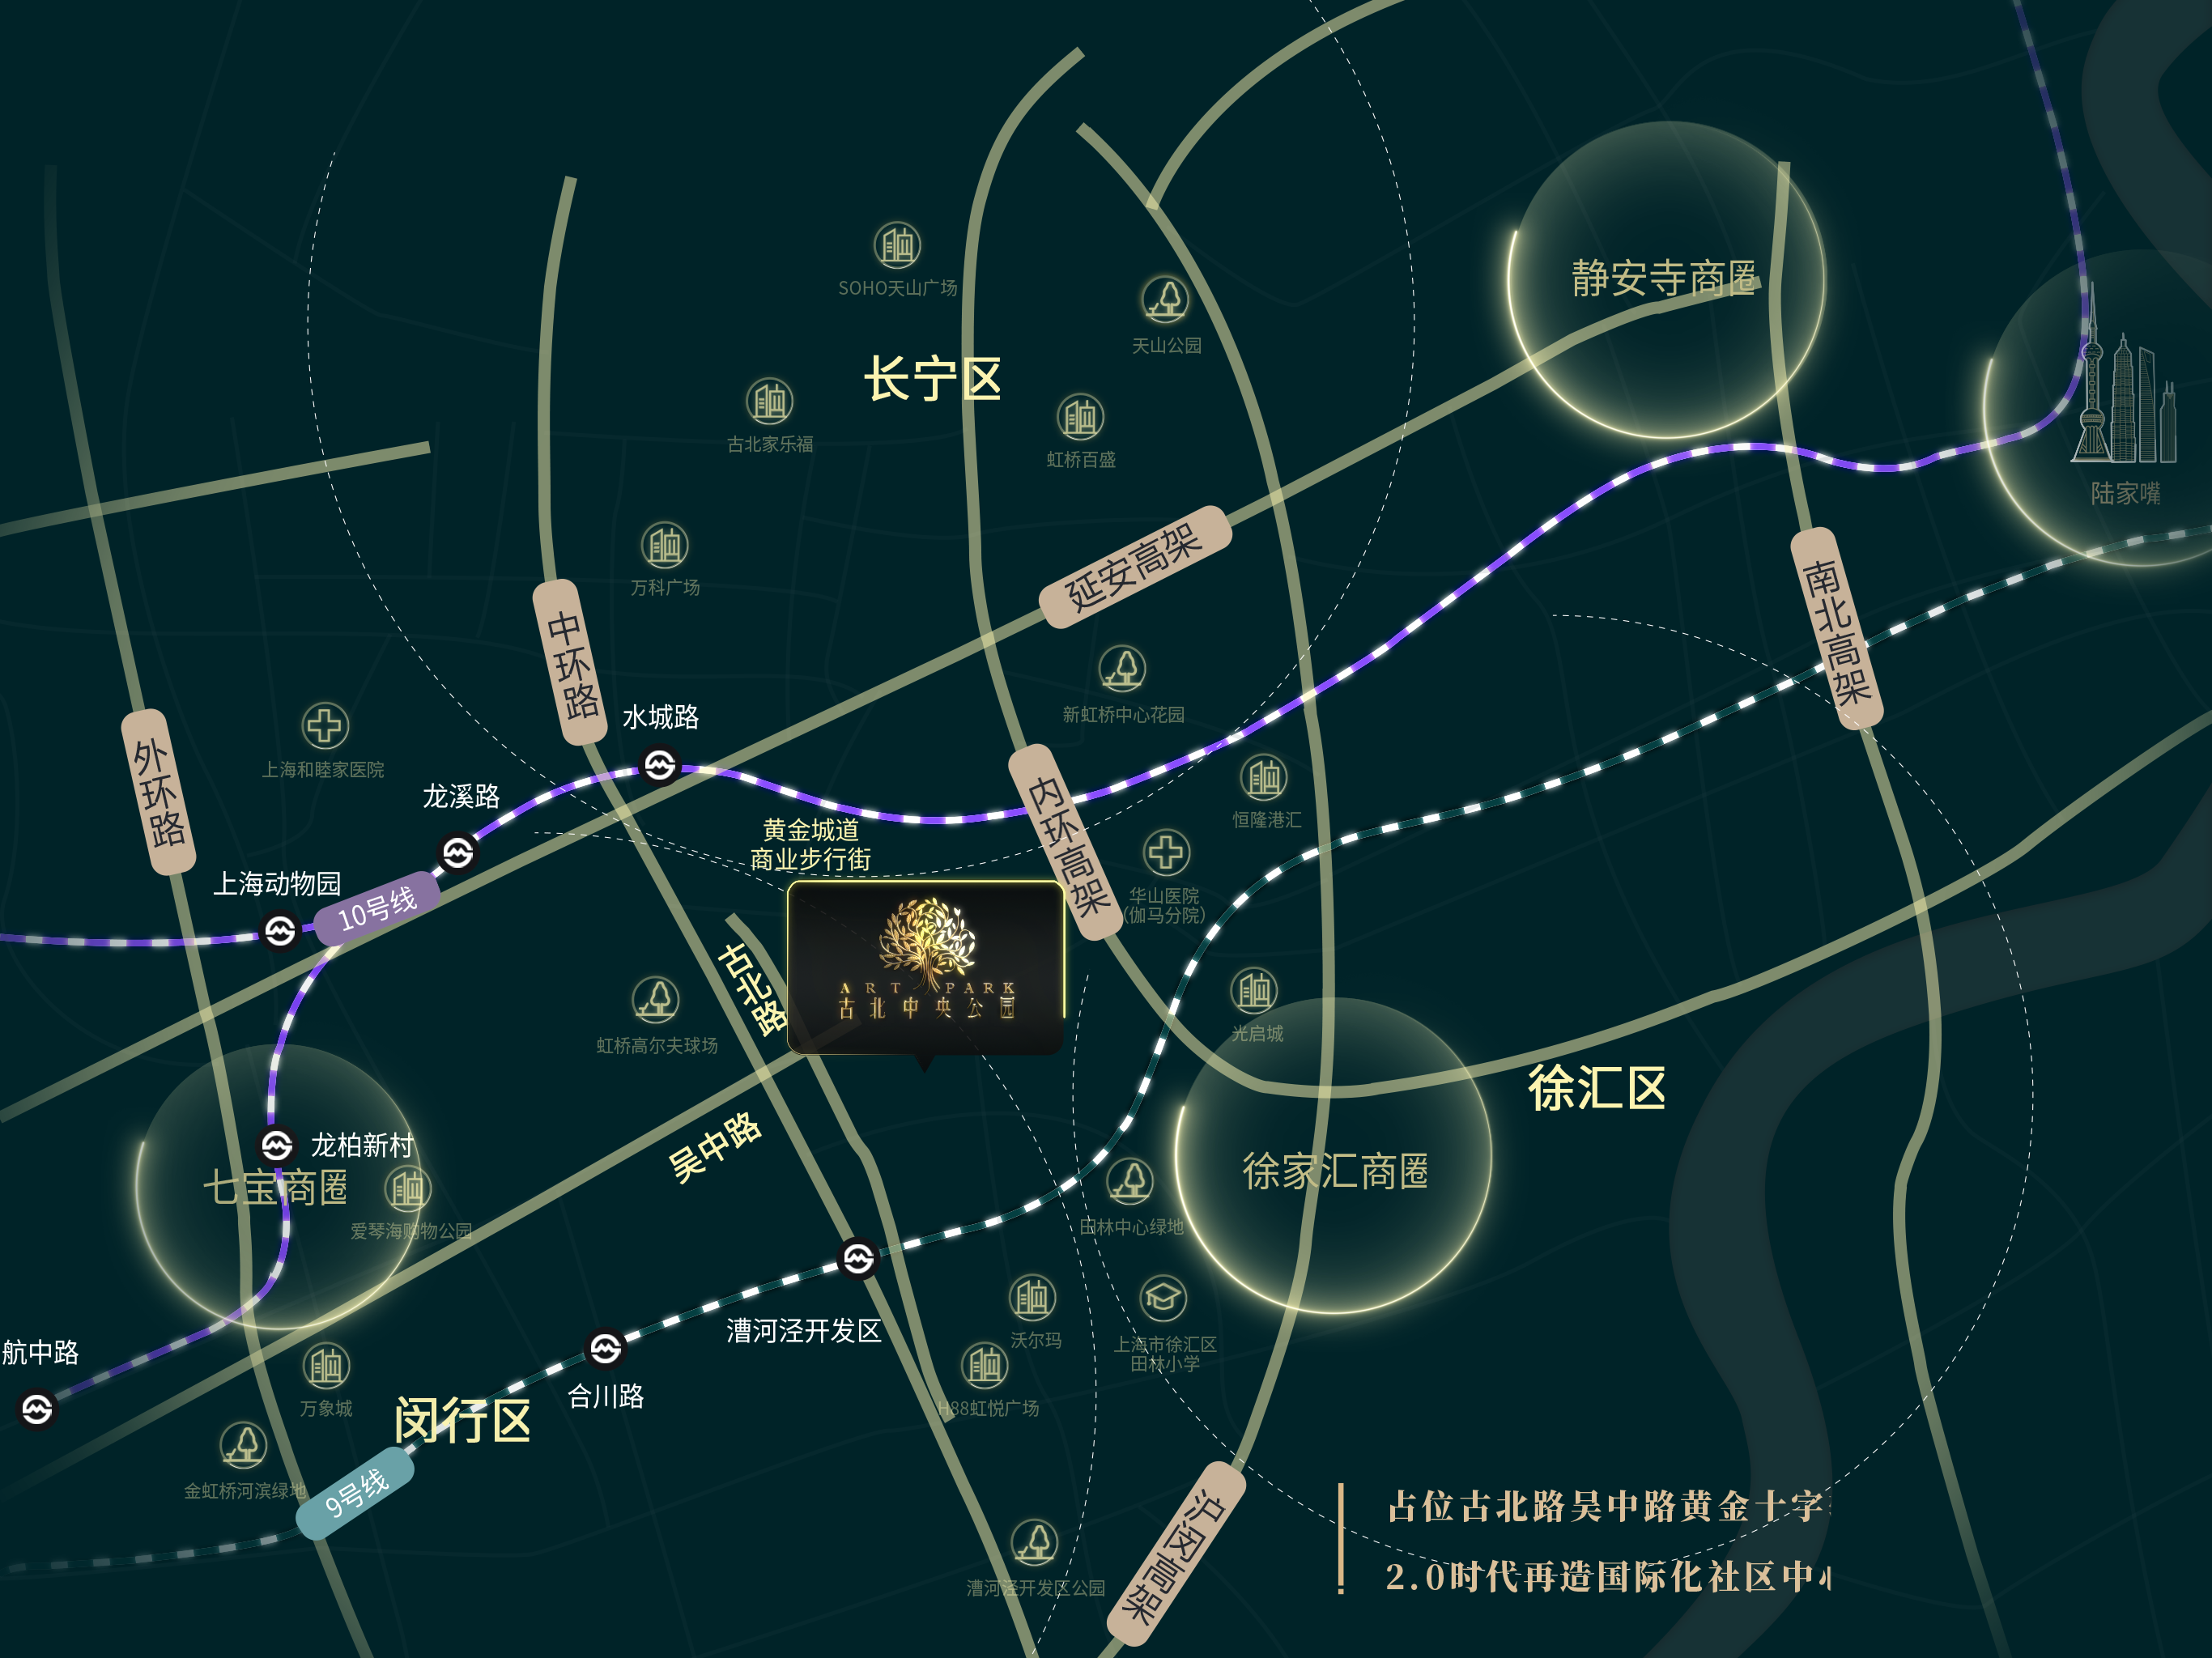 SOHO天山广场
天山公园
静安寺商圈
长宁区
古北家乐福
虹桥百盛
陆家嘴
延安高架
万科广场
南北高架
中环路
新虹桥中心花园
水城路
外环路
上海和睦家医院
龙溪路
内环高架
恒隆港汇
黄金城道
商业步行街
上海动物园
10号线
华山医院
(伽马分院)
古北路
ART PARK
古北中央公园
虹桥高尔夫球场
光启城
徐汇区
吴中路
龙柏新村
七宝商圈
爱琴海购物公园
徐家汇商圈
田林中心绿地
漕河泾开发区
沃尔玛
上海市徐汇区
田林小学
航中路
合川路
万象城
H88虹悦广场
闵行区
金虹桥河滨绿地
9号线
沪闵高架
漕河泾开发区公园
占位古北路吴中路黄金十字
2.0时代再造国际化社区中